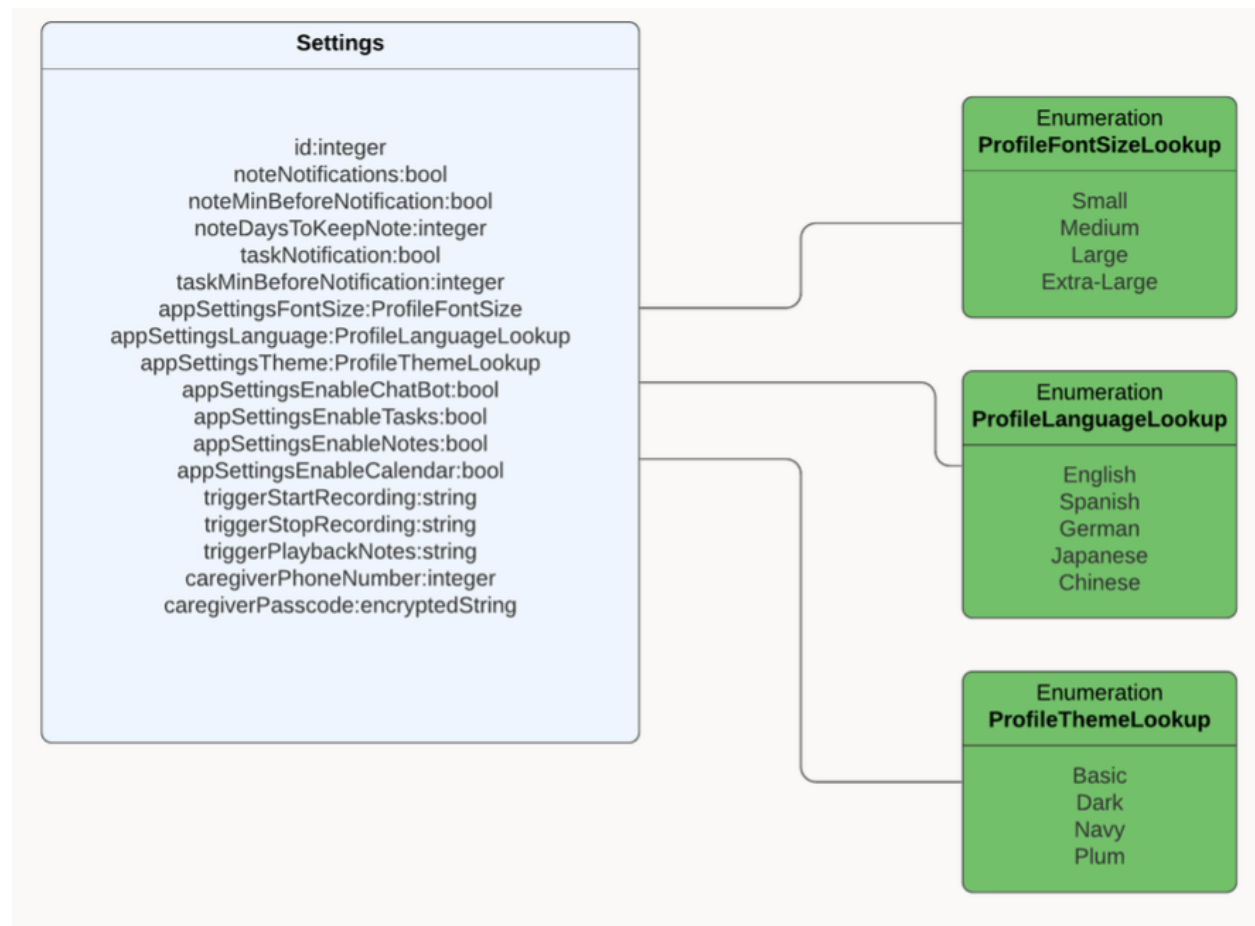 Settings
id:integer
noteNotifications:bool
noteMinBeforeNotification:bool
noteDaysToKeepNote:integer
taskNotification:bool
taskMinBeforeNotification:integer
appSettingsFontSize:ProfileFontSize
appSettingsLanguage:ProfileLanguageLookup
appSettingsTheme:ProfileThemeLookup
appSettingsEnableChatBot:bool
appSettingsEnableTasks:bool
appSettingsEnableNotes:bool
appSettingsEnableCalendar:bool
triggerStartRecording:string
triggerStopRecording:string
triggerPlaybackNotes:string
caregiverPhoneNumber:integer
caregiverPasscode:encryptedString
Enumeration
ProfileFontSizeLookup
Small
Medium
Large
Extra-Large
Enumeration
ProfileLanguageLookup
English
Spanish
German
Japanese
Chinese
Enumeration
ProfileThemeLookup
Basic
Dark
Navy
Plum